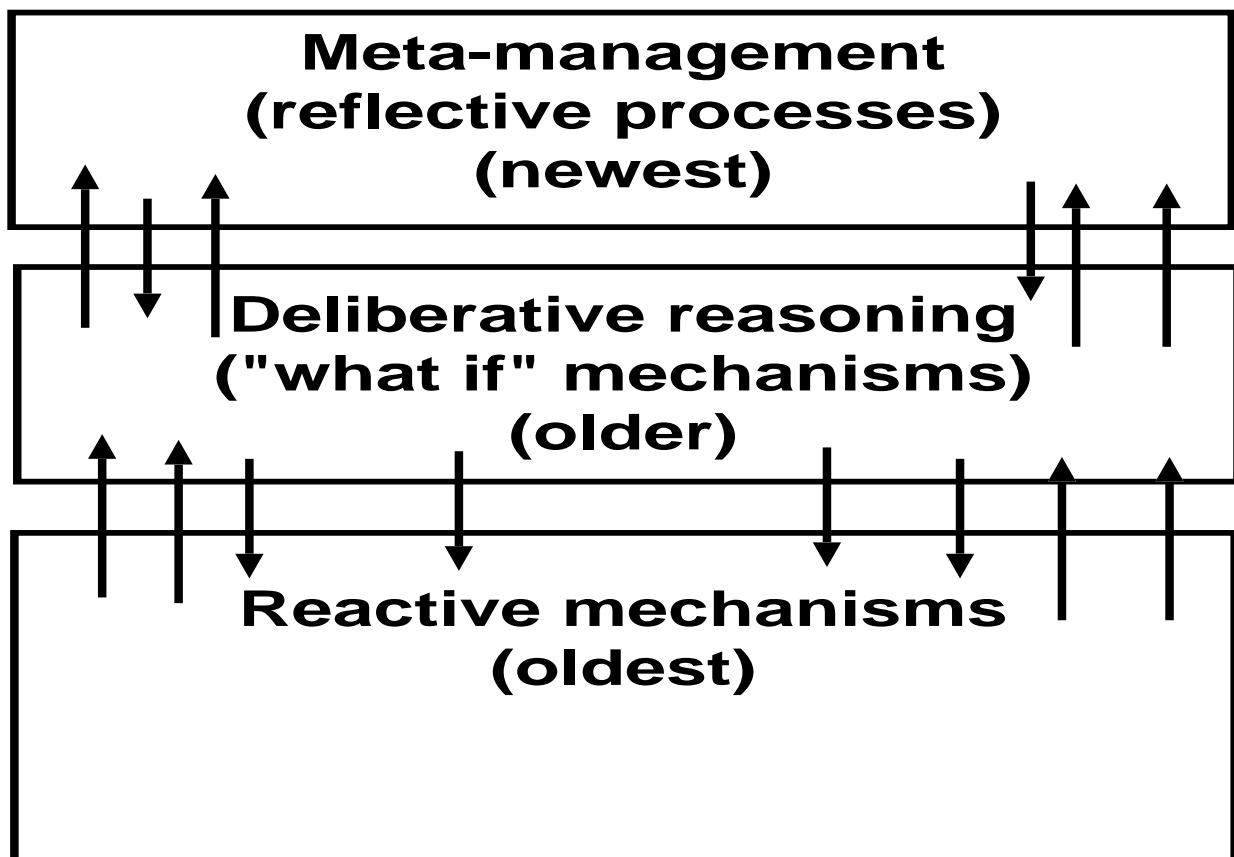 Meta-management
(reflective processes)
(newest)
Deliberative reasoning
("what if" mechanisms)
(older)
Reactive mechanisms
(oldest)